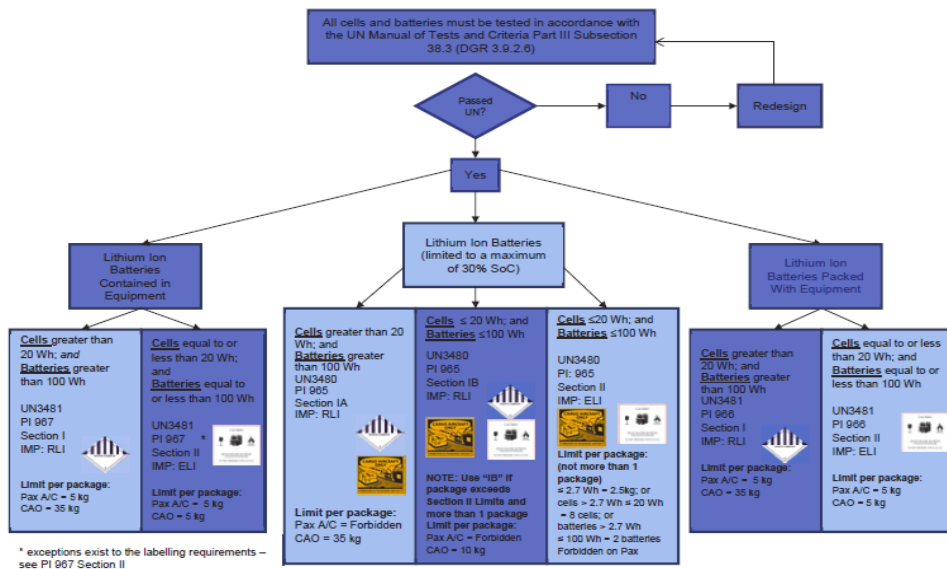 All cells and batteries must be tested in accordance with
the UN Manual of Tests and Criteria Part III Subsection
38.3 (DGR 3.9.2.6)
Passed
UN?
No
Redesign
Yes
Lithium Ion
Batteries
Contained in
Equipment
Lithium Ion Batteries
(limited to a maximum
of 30% SoC)
Lithium Ion
Batteries Packed
With Equipment
Cells greater than
20 Wh; and
Batteries greater
than 100 Wh
UN3481
PI 967
Section I
IMP: RLI
Limit per package:
Pax A/C = 5 kg
CAO = 35 kg
Cells equal to or
less than 20 Wh;
and
Batteries equal to
or less than 100 Wh
UN3481
PI 967 *
Section II
IMP: ELI
Limit per package:
Pax A/C = 5 kg
CAO = 5 kg
Cells greater than 20
Wh; and
Batteries greater
than 100 Wh
UN3480
PI 965
Section IA
IMP: RLI
CARGO AIRCRAFT
ONLY
Limit per package:
Pax A/C = Forbidden
CAO = 35 kg
Cells ≤ 20 Wh; and
Batteries ≤100 Wh
UN3480
PI 965
Section IB
IMP: RLI
CARGO AIRCRAFT
ONLY
NOTE: Use "IB" if
package exceeds
Section II Limits and
more than 1 package
Limit per package:
Pax A/C = Forbidden
CAO = 10 kg
Cells ≤20 Wh; and
Batteries ≤100 Wh
UN3480
PI: 965
Section II
IMP: ELI
CARGO AIRCRAFT
ONLY
Limit per package:
(not more than 1
package)
≤ 2.7 Wh = 2.5kg; or
cells > 2.7 Wh ≤ 20 Wh
= 8 cells; or
batteries > 2.7 Wh
≤ 100 Wh = 2 batteries
Forbidden on Pax
Cells greater than
20 Wh; and
Batteries greater
than 100 Wh
UN3481
PI 966
Section I
IMP: RLI
Limit per package:
Pax A/C = 5 kg
CAO = 35 kg
Cells equal to or less
than 20 Wh; and
Batteries equal to or
less than 100 Wh
UN3481
PI 966
Section II
IMP: ELI
Limit per package:
Pax A/C = 5 kg
CAO = 5 kg
* exceptions exist to the labelling requirements –
see PI 967 Section II